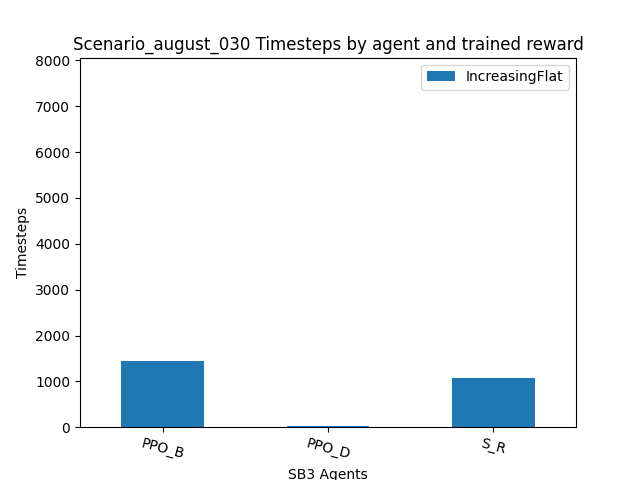 Scenario_august_030 Timesteps by agent and trained reward
IncreasingFlat
8000
7000
6000
5000
4000
3000
2000
1000
0
Timesteps
PPO_B
PPO_D
S_R
SB3 Agents